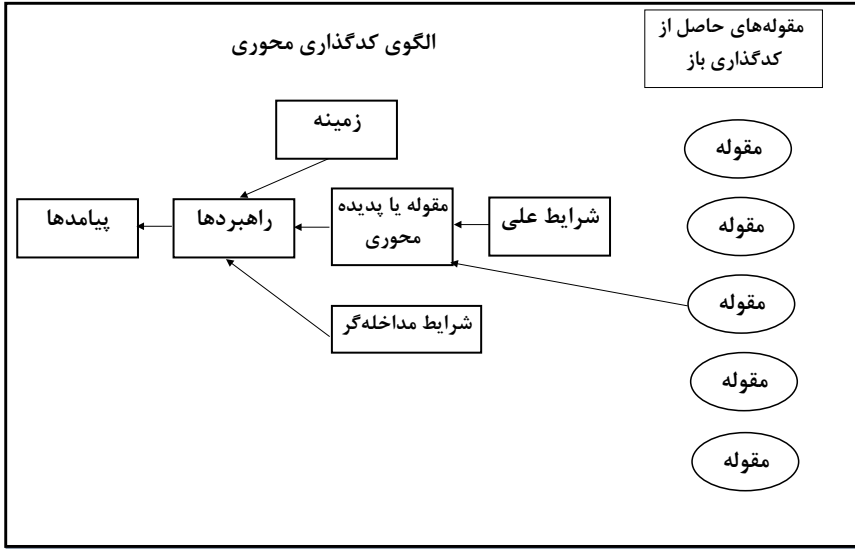 مقوله‌های حاصل از
کدگذاری باز
الگوی کدگذاری محوری
مقوله
مقوله
مقوله
مقوله
مقوله
زمینه
شرایط علی
مقوله یا پدیده
محوری
راهبردها
پیامدها
شرایط مداخله‌گر